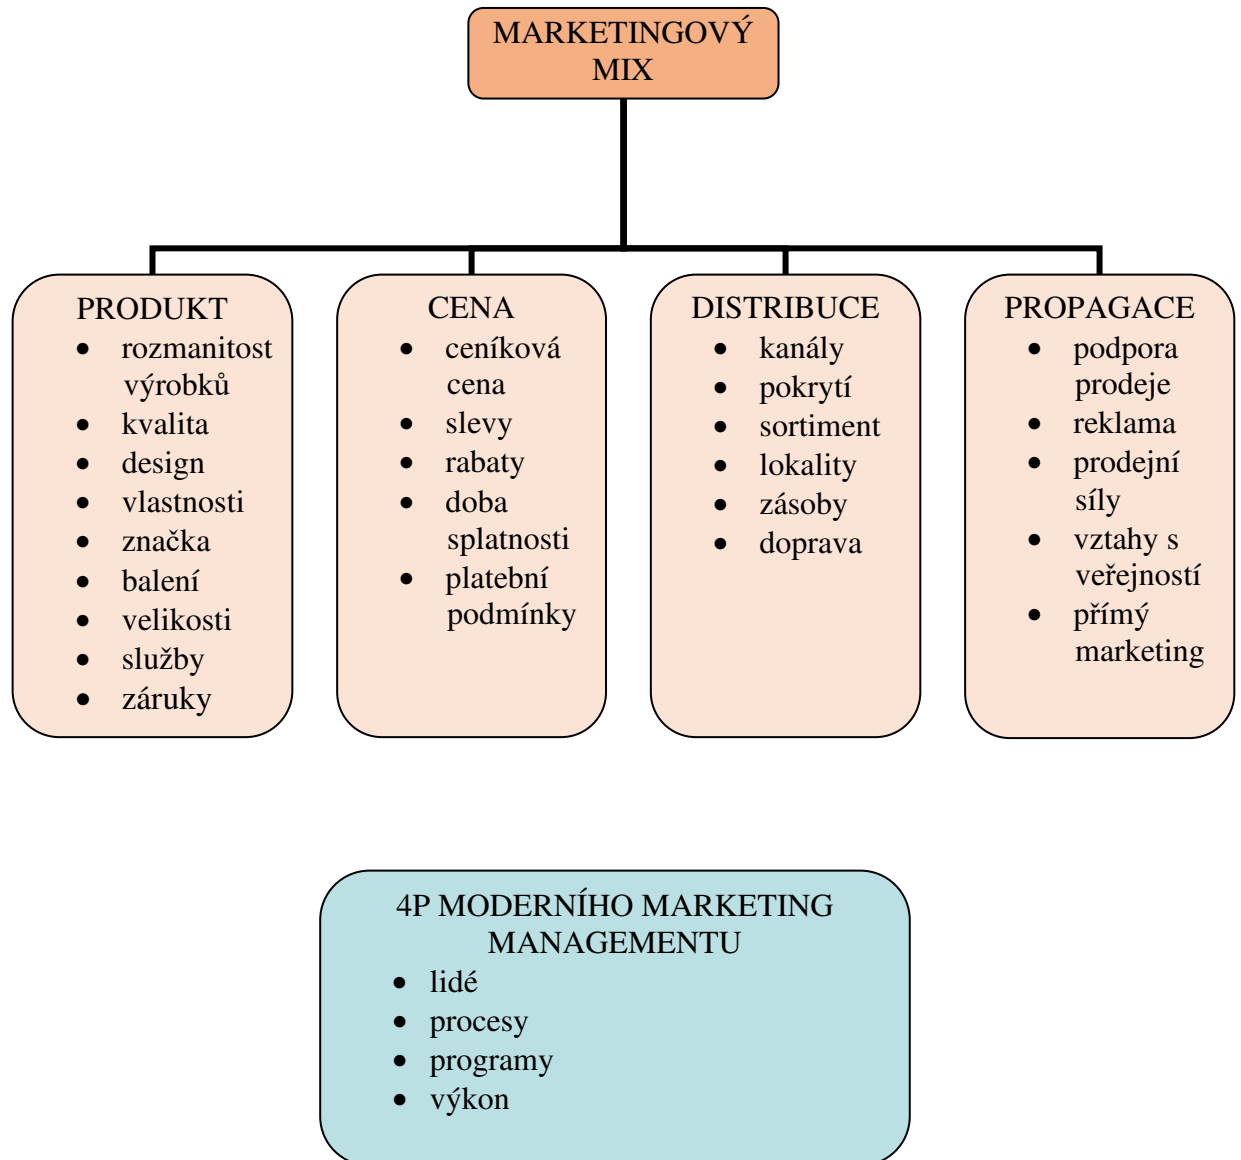 MARKETINGOVÝ
MIX
PRODUKT
• rozmanitost
výrobků
• kvalita
• design
• vlastnosti
• značka
• balení
• velikosti
• služby
• záruky
CENA
• ceníková
cena
• slevy
• rabaty
• doba
splatnosti
• platební
podmínky
DISTRIBUCE
• kanály
• pokrytí
• sortiment
• lokality
• zásoby
• doprava
PROPAGACE
• podpora
prodeje
• reklama
• prodejní
síly
• vztahy s
veřejností
• přímý
marketing
4P MODERNÍHO MARKETING
MANAGEMENTU
• lidé
• procesy
• programy
• výkon